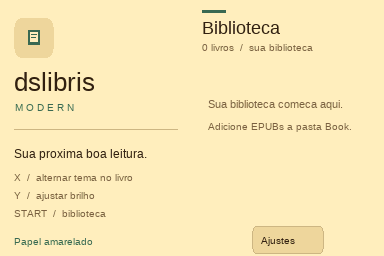 dslibris
MODERN
Sua proxima boa leitura.
X / alternar tema no livro
Y / ajustar brilho
START / biblioteca
Papel amarelado
Biblioteca
0 livros / sua biblioteca
Sua biblioteca comeca aqui.
Adicione EPUBs a pasta Book.
Ajustes